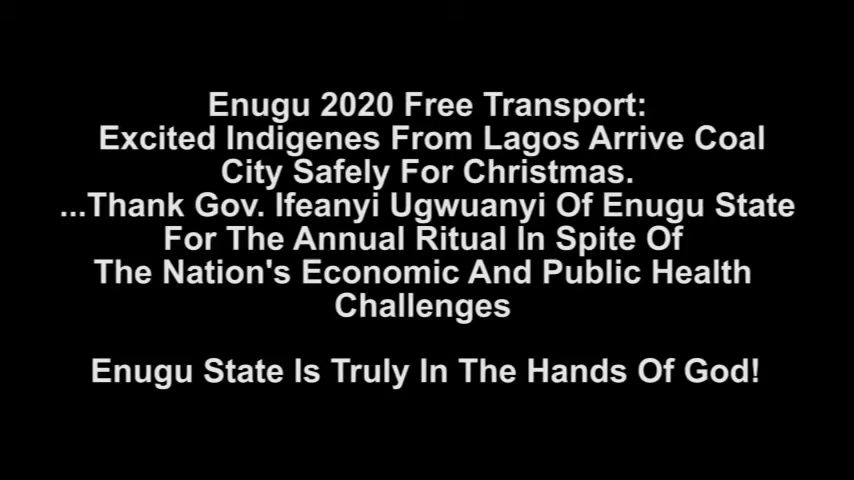 Enugu 2020 Free Transport:
Excited Indigenes From Lagos Arrive Coal
City Safely For Christmas.
...Thank Gov. Ifeanyi Ugwuanyi Of Enugu State
For The Annual Ritual In Spite Of
The Nation's Economic And Public Health
Challenges
Enugu State Is Truly In The Hands Of God!